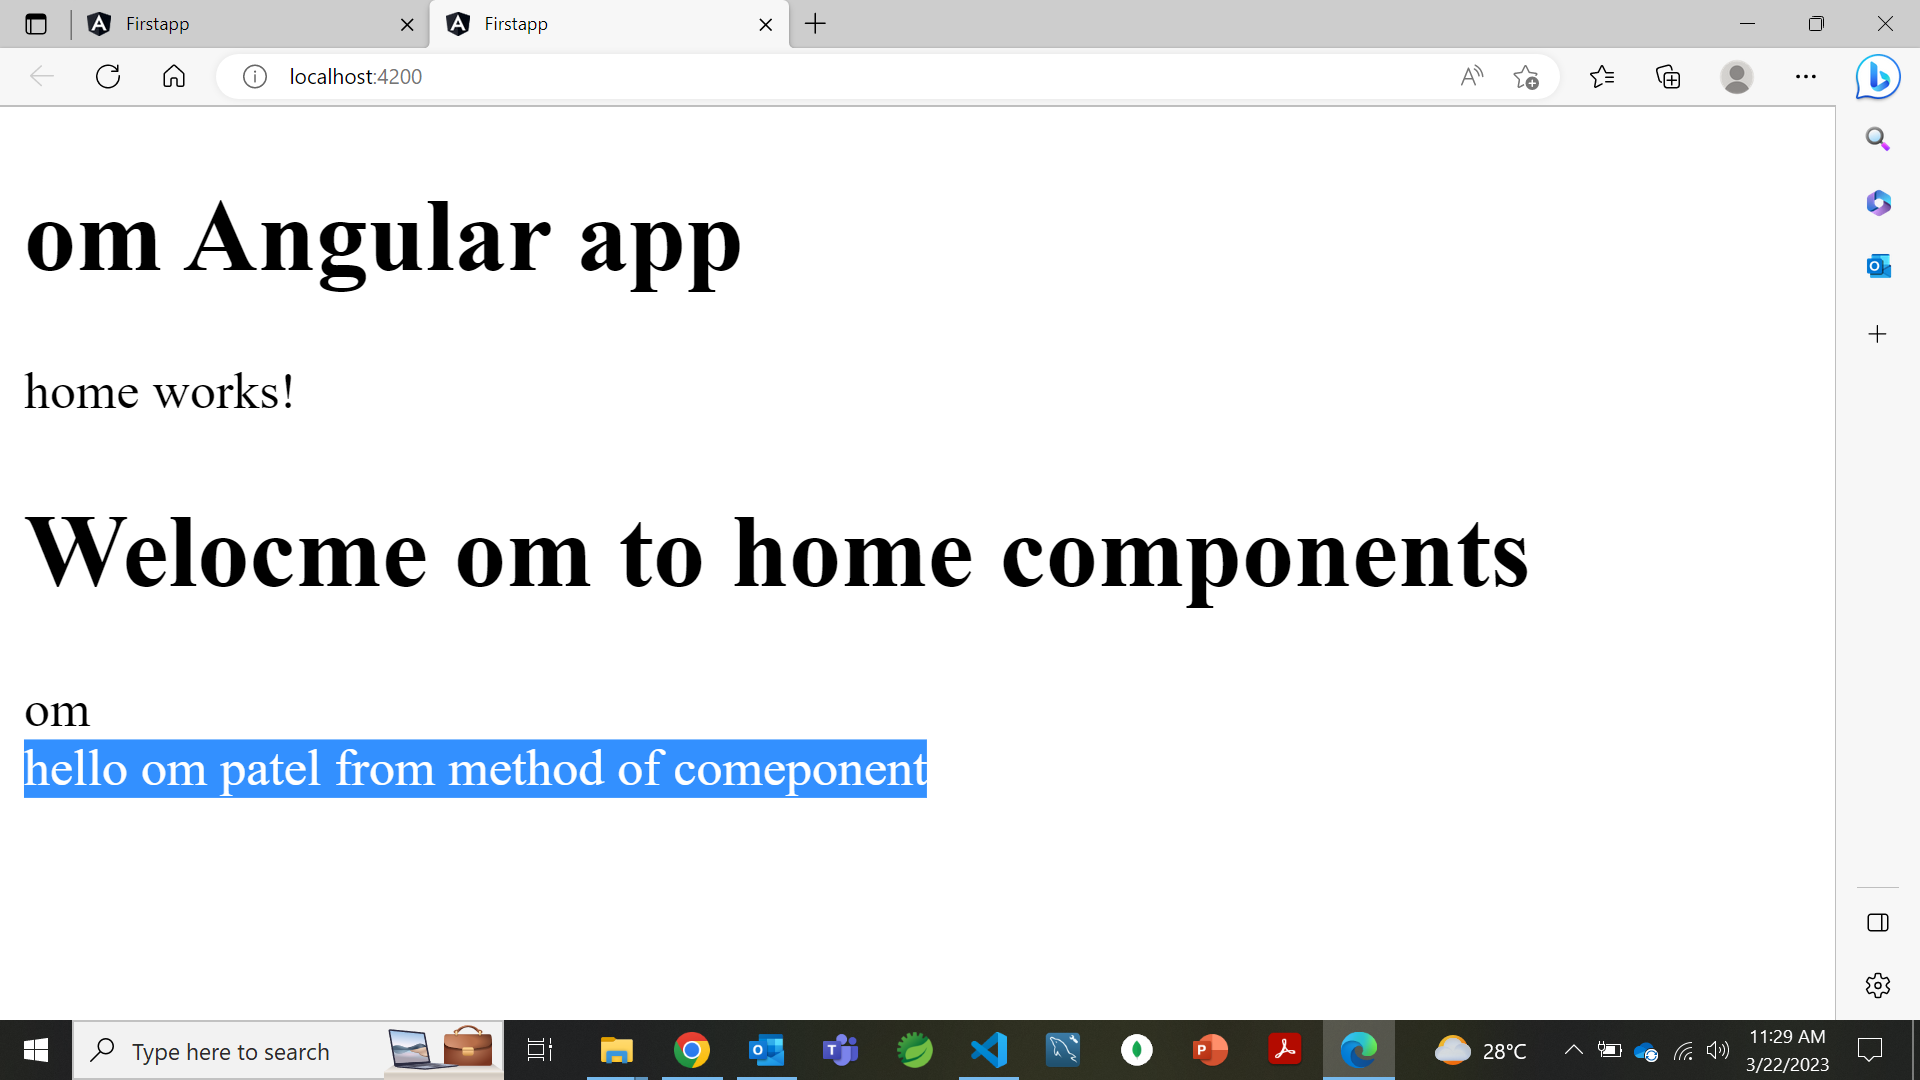 Firstapp
Firstapp
localhost:4200
om Angular app
home works!
Welocme om to home components
om
hello om patel from method of comeponent
Type here to search
28°C
11:29 AM
3/22/2023